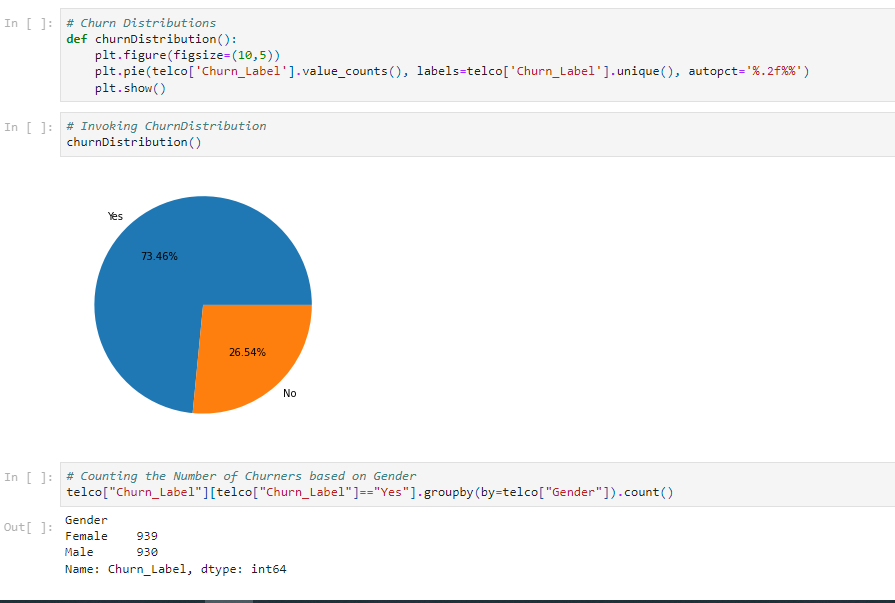 In [ ]:
# Churn Distributions
def churnDistribution():
    plt.figure(figsize=(10,5))
    plt.pie(telco['Churn_Label'].value_counts(), labels=telco['Churn_Label'].unique(), autopct='%.2f%%')
    plt.show()
In [ ]:
# Invoking ChurnDistribution
churnDistribution()
Yes
73.46%
26.54%
No
In [ ]:
# Counting the Number of Churners based on Gender
telco["Churn_Label"][telco["Churn_Label"]=="Yes"].groupby(by=telco["Gender"]).count()
Out[ ]:
Gender
Female    939
Male      930
Name: Churn_Label, dtype: int64